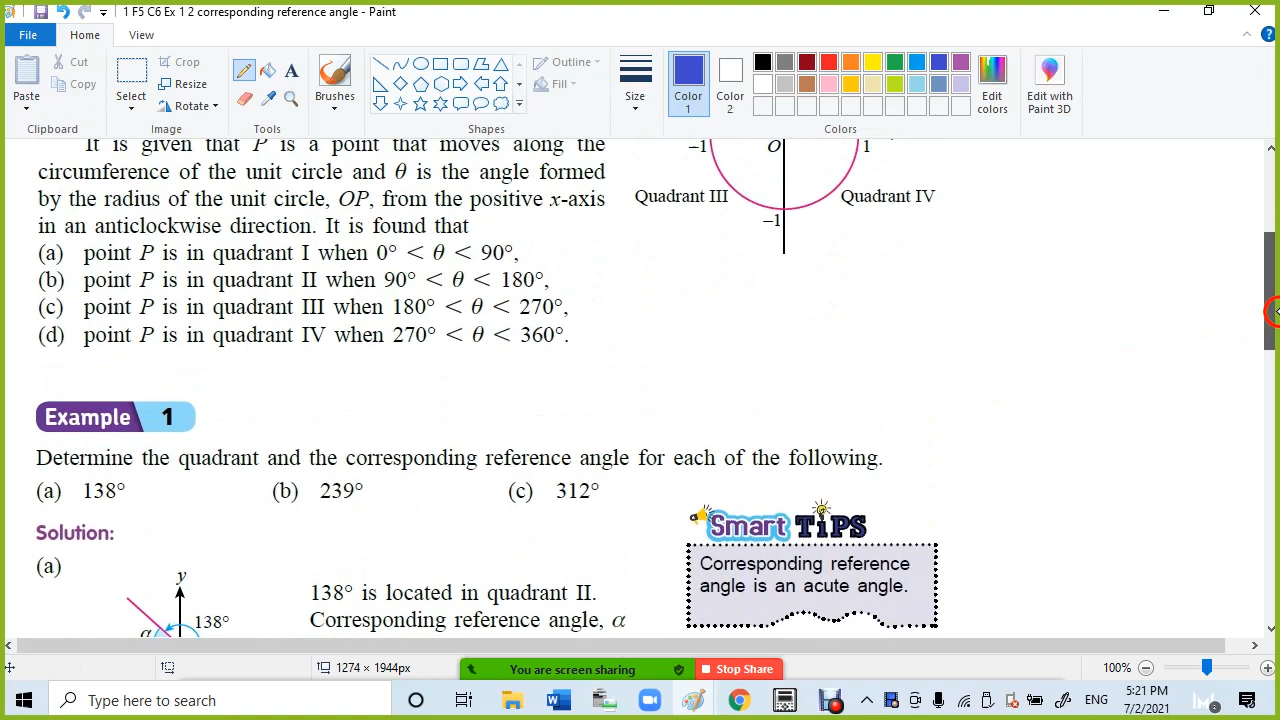 1 F5 C6 Ex 1 2 corresponding reference angle - Paint
File Home View
Paste Cut Copy Select Crop Resize Rotate A Brushes Outline Fill Size Color 1 Color 2 Edit colors Edit with Paint 3D
Clipboard Image Tools Shapes Colors
It is given that P is a point that moves along the
circumference of the unit circle and θ is the angle formed
by the radius of the unit circle, OP, from the positive x-axis
in an anticlockwise direction. It is found that
(a) point P is in quadrant I when 0° < θ < 90°,
(b) point P is in quadrant II when 90° < θ < 180°,
(c) point P is in quadrant III when 180° < θ < 270°,
(d) point P is in quadrant IV when 270° < θ < 360°.
–1 O 1
Quadrant III Quadrant IV
–1
Example 1
Determine the quadrant and the corresponding reference angle for each of the following.
(a) 138° (b) 239° (c) 312°
Solution:
(a)
y
138°
α
138° is located in quadrant II.
Corresponding reference angle, α
Smart TiPS
Corresponding reference
angle is an acute angle.
1274 × 1944px You are screen sharing Stop Share 100%
Type here to search ENG 5:21 PM
7/2/2021